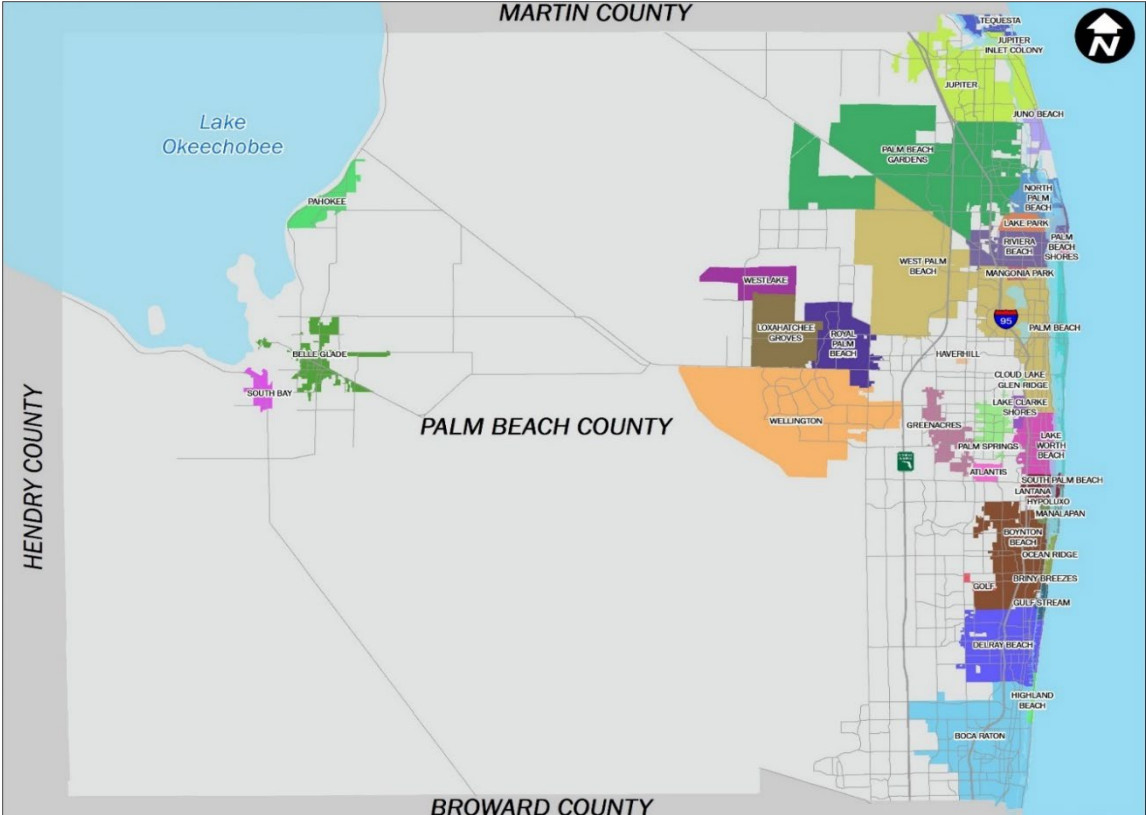 MARTIN COUNTY
N
TEQUESTA
JUPITER
INLET COLONY
JUPITER
JUNO BEACH
Lake
Okeechobee
PALM BEACH
GARDENS
PAHOKEE
NORTH
PALM
BEACH
LAKE PARK
RIVIERA
BEACH
PALM
BEACH
SHORES
WEST PALM
BEACH
MANGONIA PARK
WESTLAKE
95
LOXAHATCHEE
GROVES
ROYAL
PALM
BEACH
PALM BEACH
BELLE GLADE
HAVERHILL
CLOUD LAKE
GLEN RIDGE
SOUTH BAY
LAKE CLARKE
SHORES
HENDRY COUNTY
PALM BEACH COUNTY
WELLINGTON
GREENACRES
PALM SPRINGS
LAKE
WORTH
BEACH
ATLANTIS
SOUTH PALM BEACH
LANTANA
HYPOLUXO
MANALAPAN
BOYNTON
BEACH
OCEAN RIDGE
BRINY BREEZES
GOLF
GULF STREAM
DELRAY BEACH
HIGHLAND
BEACH
BOCA RATON
BROWARD COUNTY